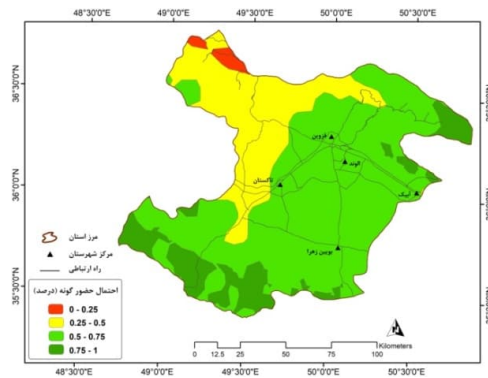 48°30'0"E 49°0'0"E 49°30'0"E 50°0'0"E 50°30'0"E
36°30'0"N
36°0'0"N
35°30'0"N
قزوین
الوند
تاکستان
آبیک
بویین زهرا
مرز استان
مرکز شهرستان
راه ارتباطی
احتمال حضور گونه (درصد)
0 - 0.25
0.25 - 0.5
0.5 - 0.75
0.75 - 1
N
0 12.5 25 50 75 100
Kilometers
48°30'0"E 49°0'0"E 49°30'0"E 50°0'0"E 50°30'0"E